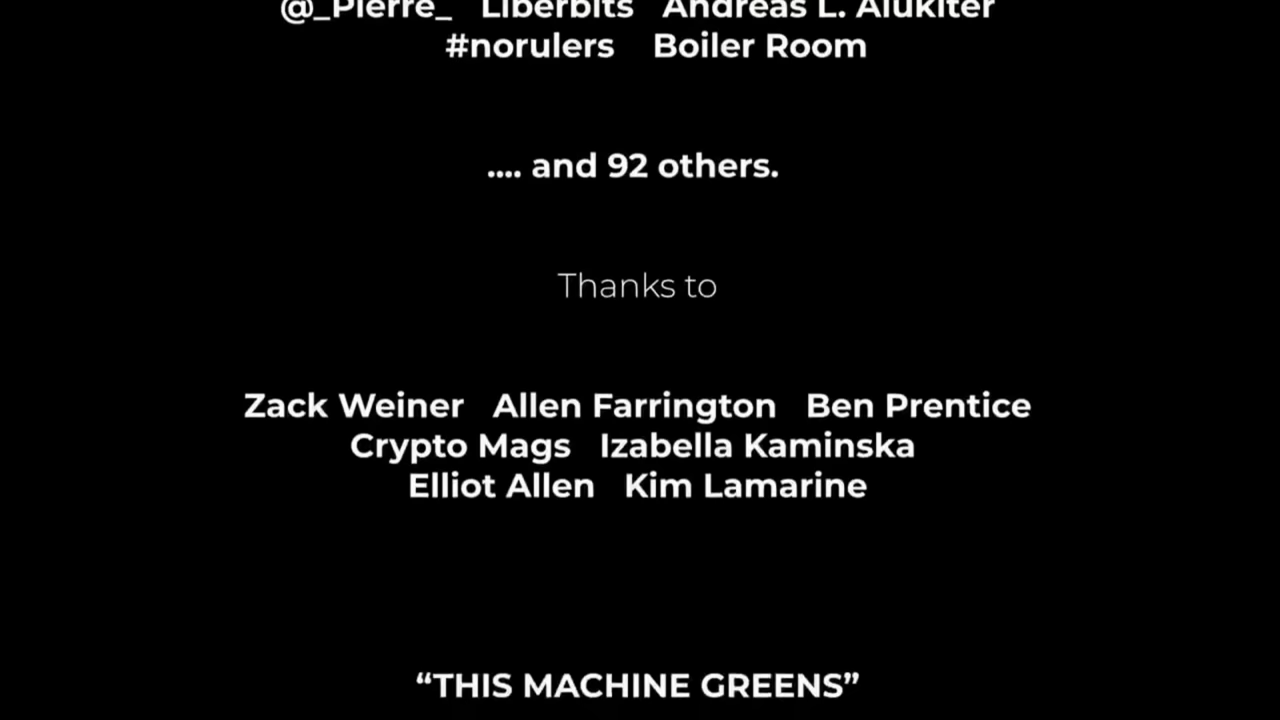 @_Pierre_ Liberbits Andreas L. Alukiter
#norulers Boiler Room
.... and 92 others.
Thanks to
Zack Weiner Allen Farrington Ben Prentice
Crypto Mags Izabella Kaminska
Elliot Allen Kim Lamarine
“THIS MACHINE GREENS”